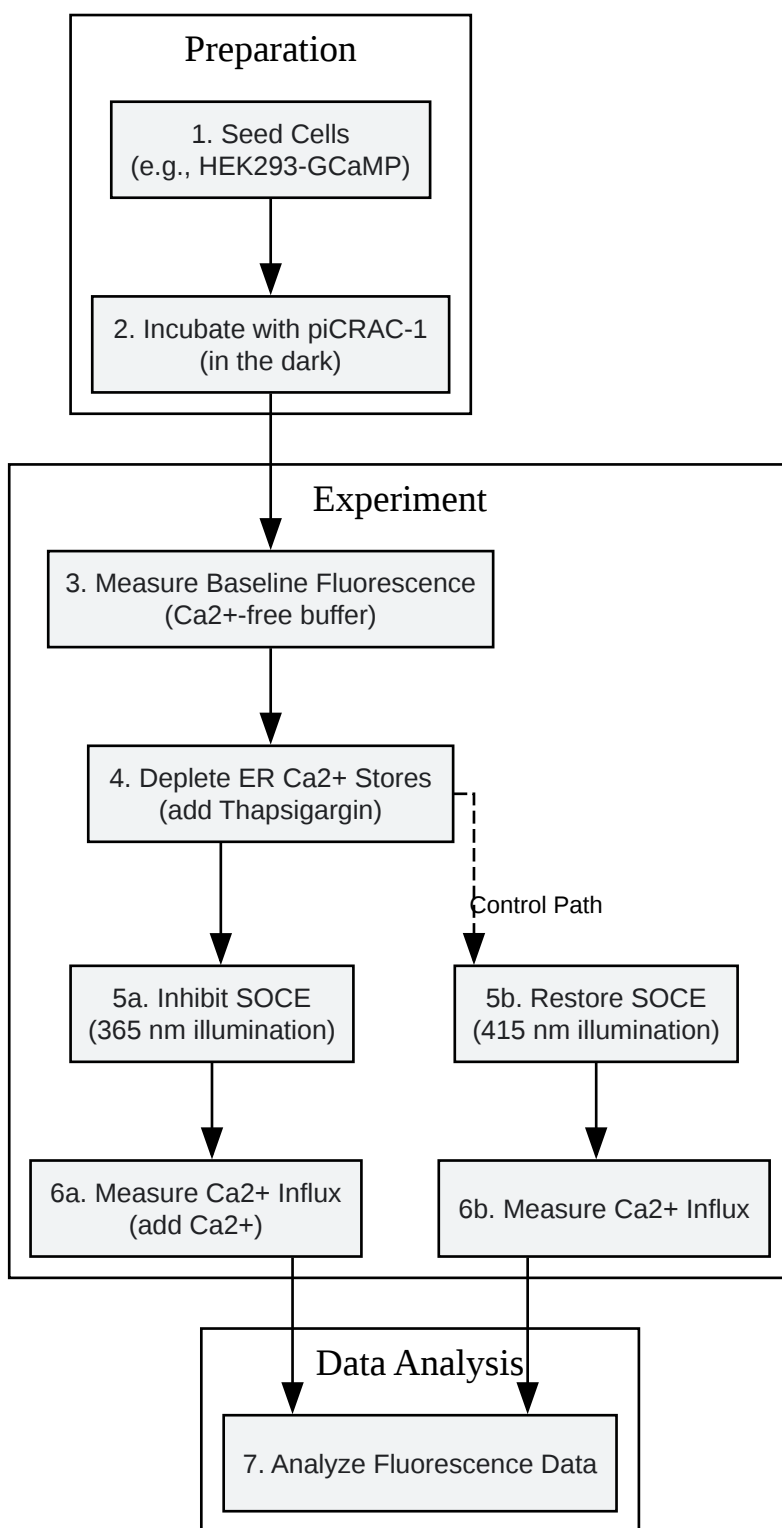 Preparation
1. Seed Cells
(e.g., HEK293-GCaMP)
2. Incubate with piCRAC-1
(in the dark)
Experiment
3. Measure Baseline Fluorescence
(Ca2+-free buffer)
4. Deplete ER Ca2+ Stores
(add Thapsigargin)
Control Path
5a. Inhibit SOCE
(365 nm illumination)
5b. Restore SOCE
(415 nm illumination)
6a. Measure Ca2+ Influx
(add Ca2+)
6b. Measure Ca2+ Influx
Data Analysis
7. Analyze Fluorescence Data